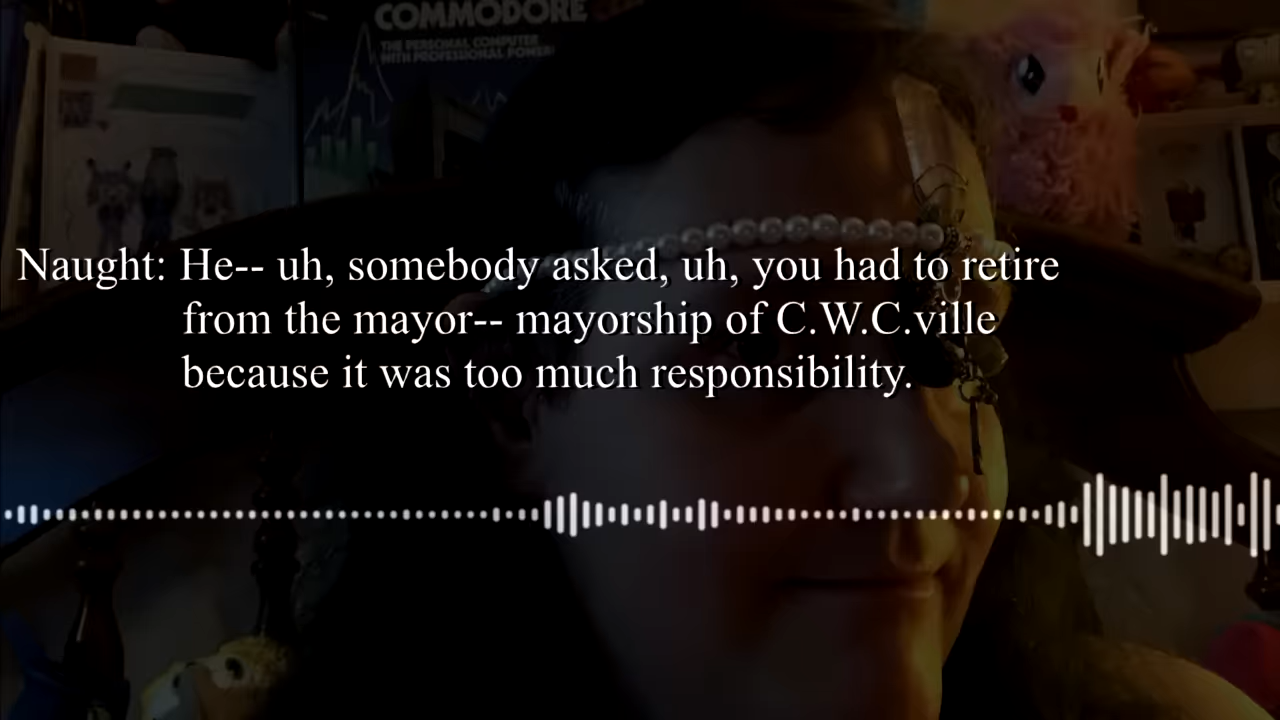 COMMODORE
THE PERSONAL COMPUTER
WITH PROFESSIONAL POWER
Naught: He-- uh, somebody asked, uh, you had to retire
from the mayor-- mayorship of C.W.C.ville
because it was too much responsibility.